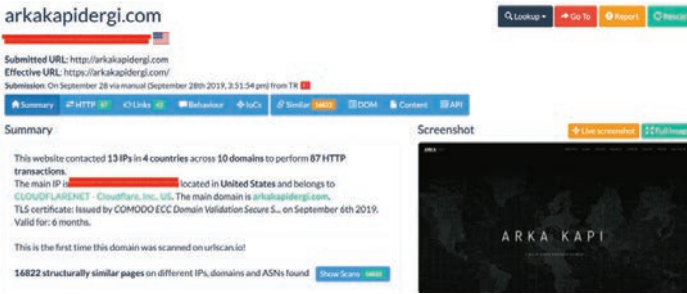 arkakapidergi.com
Lookup
Go To
Report
Rescan
Submitted URL: http://arkakapidergi.com
Effective URL: https://arkakapidergi.com/
Submission: On September 28 via manual (September 28th 2019, 3:51:54 pm) from TR
Summary
HTTP
Links
Behaviour
IoCs
Similar 16822
DOM
Content
API
Summary
Screenshot
Live screenshot
Full Image
This website contacted 13 IPs in 4 countries across 10 domains to perform 87 HTTP
transactions.
The main IP is located in United States and belongs to
CLOUDFLARENET - Cloudflare, Inc., US. The main domain is arkakapidergi.com.
TLS certificate: Issued by COMODO ECC Domain Validation Secure S... on September 6th 2019.
Valid for: 6 months.
This is the first time this domain was scanned on urlscan.io!
16822 structurally similar pages on different IPs, domains and ASNs found
Show Scans 16822
ARKA KAPI